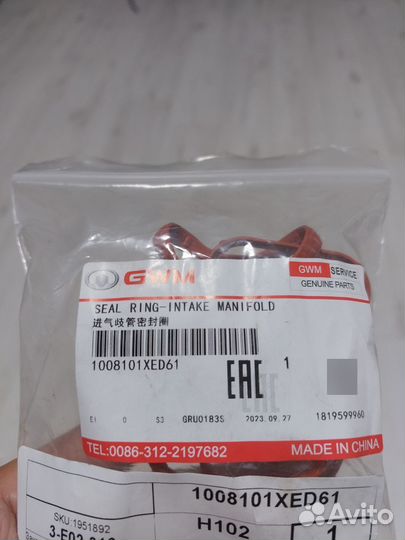 GWM
GWM SERVICE
GENUINE PARTS
SEAL RING-INTAKE MANIFOLD
进气歧管密封圈
1008101XED61
EAC
1
E1 0 S3 GRU0183S 2023.09.27 1819599960
TEL:0086-312-2197682
MADE IN CHINA
1008101XED61
SKU:1951892
H102
1
Avito